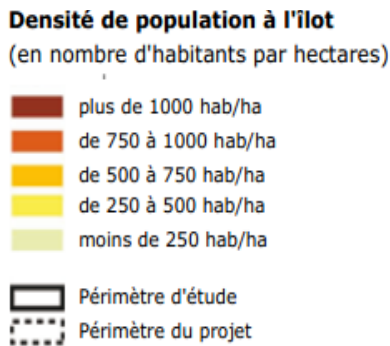 Densité de population à l'îlot
(en nombre d'habitants par hectares)
plus de 1000 hab/ha
de 750 à 1000 hab/ha
de 500 à 750 hab/ha
de 250 à 500 hab/ha
moins de 250 hab/ha
Périmètre d'étude
Périmètre du projet